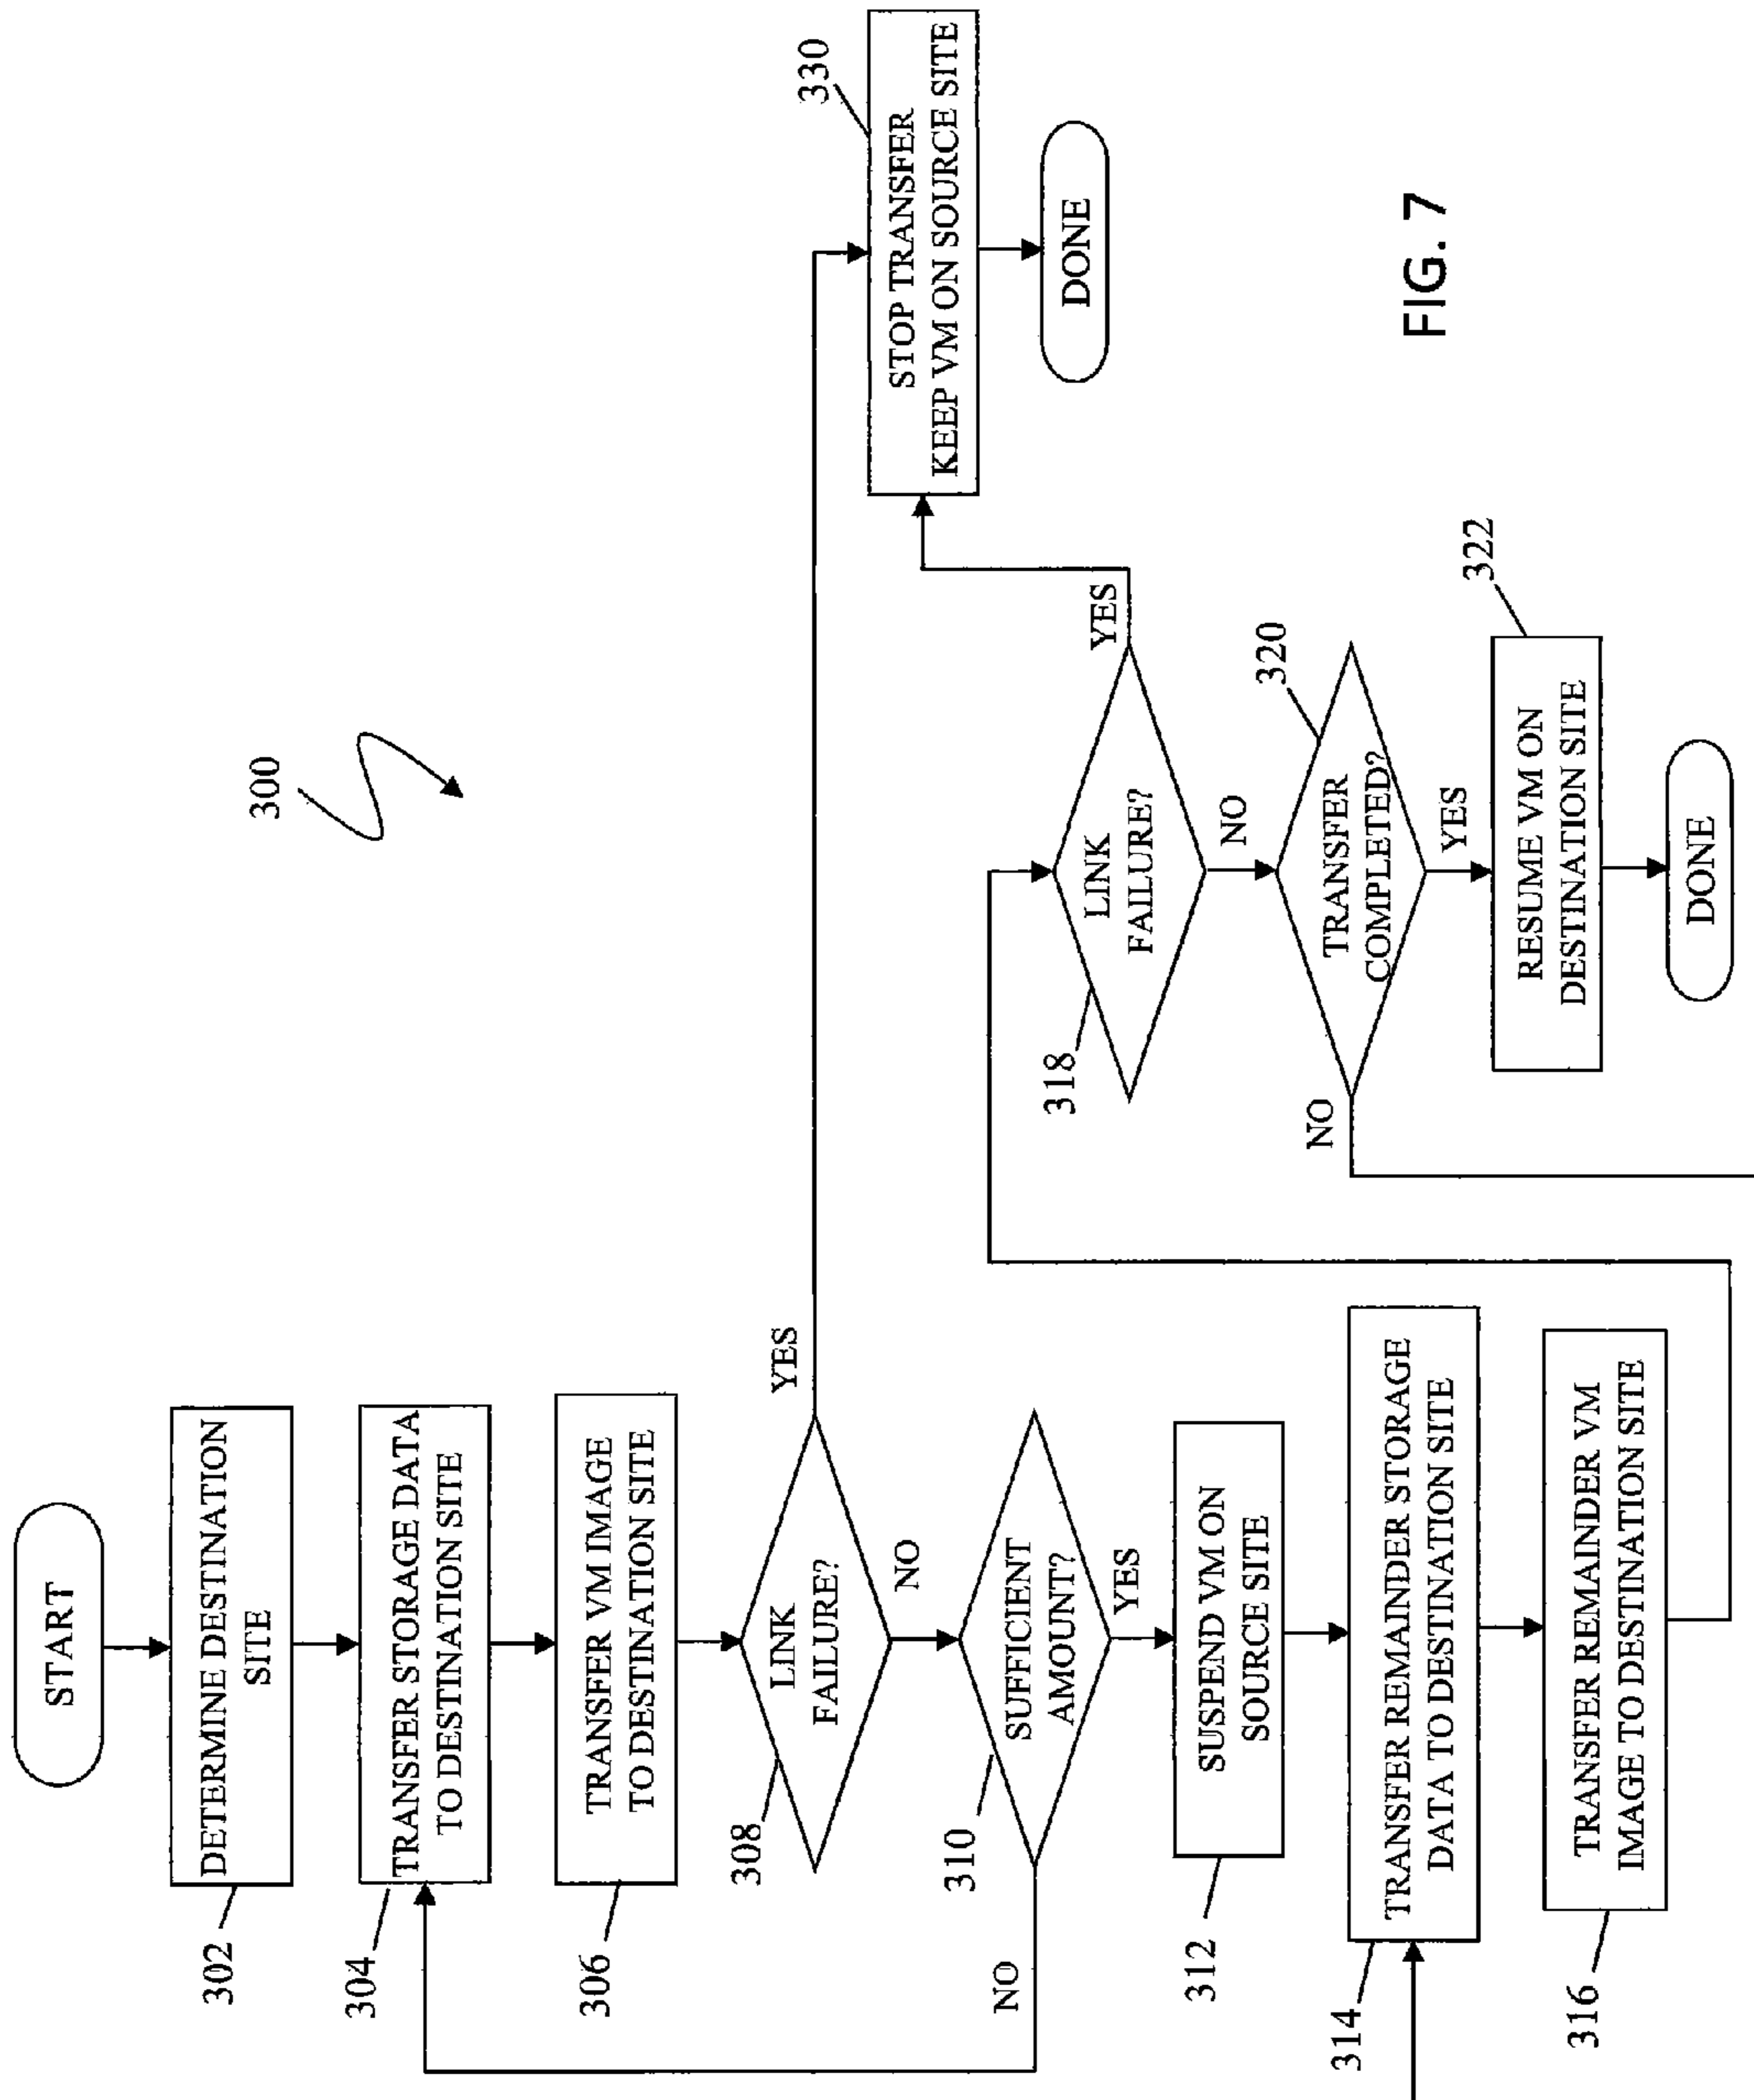 300
START
DETERMINE DESTINATION
SITE
302
TRANSFER STORAGE DATA
TO DESTINATION SITE
304
TRANSFER VM IMAGE
TO DESTINATION SITE
306
LINK
FAILURE?
308
YES
NO
SUFFICIENT
AMOUNT?
310
NO
YES
SUSPEND VM ON
SOURCE SITE
312
TRANSFER REMAINDER STORAGE
DATA TO DESTINATION SITE
314
TRANSFER REMAINDER VM
IMAGE TO DESTINATION SITE
316
LINK
FAILURE?
318
YES
NO
TRANSFER
COMPLETED?
320
NO
YES
RESUME VM ON
DESTINATION SITE
322
DONE
STOP TRANSFER
KEEP VM ON SOURCE SITE
330
DONE
FIG. 7